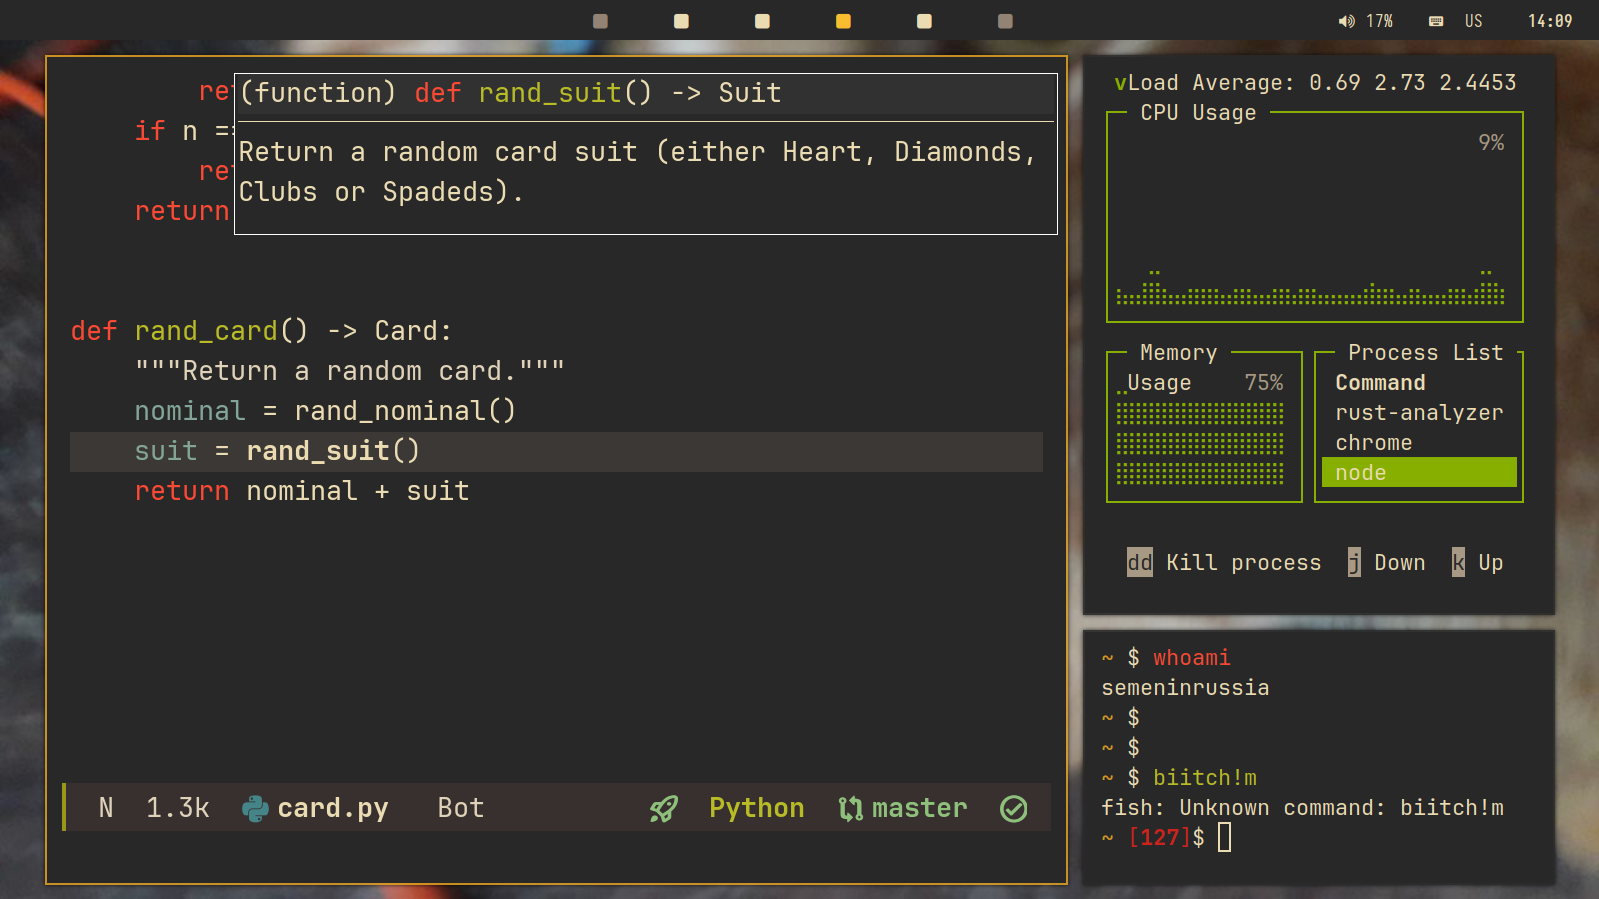 17% US 14:09
ret
if n ==
ret
return
(function) def rand_suit() -> Suit
Return a random card suit (either Heart, Diamonds,
Clubs or Spadeds).
def rand_card() -> Card:
"""Return a random card."""
nominal = rand_nominal()
suit = rand_suit()
return nominal + suit
N 1.3k card.py Bot Python master
vLoad Average: 0.69 2.73 2.4453
CPU Usage
9%
Memory
Usage 75%
Process List
Command
rust-analyzer
chrome
node
dd Kill process j Down k Up
~ $ whoami
semeninrussia
~ $
~ $
~ $ biitch!m
fish: Unknown command: biitch!m
~ [127]$